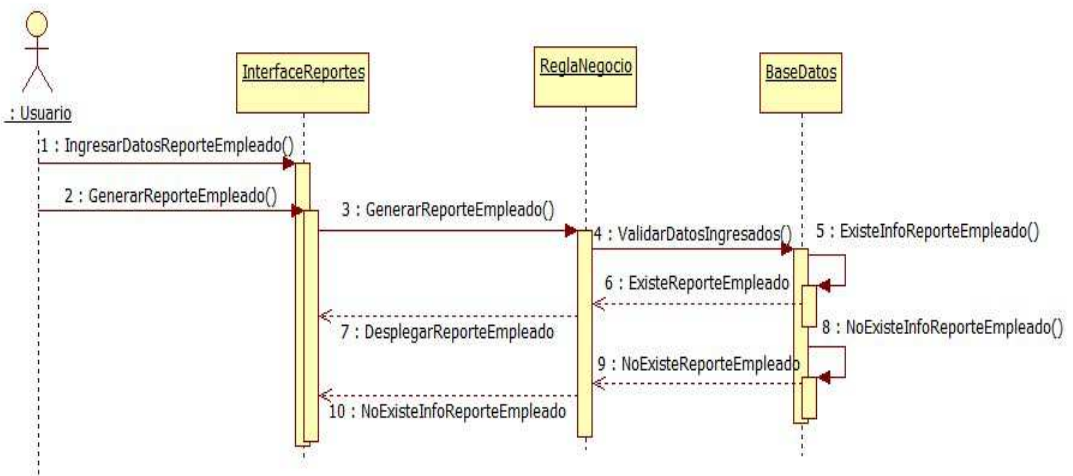 InterfaceReportes
ReglaNegocio
BaseDatos
: Usuario
1 : IngresarDatosReporteEmpleado()
2 : GenerarReporteEmpleado()
3 : GenerarReporteEmpleado()
4 : ValidarDatosIngresados()
5 : ExisteInfoReporteEmpleado()
6 : ExisteReporteEmpleado
7 : DesplegarReporteEmpleado
8 : NoExisteInfoReporteEmpleado()
9 : NoExisteReporteEmpleado
10 : NoExisteInfoReporteEmpleado